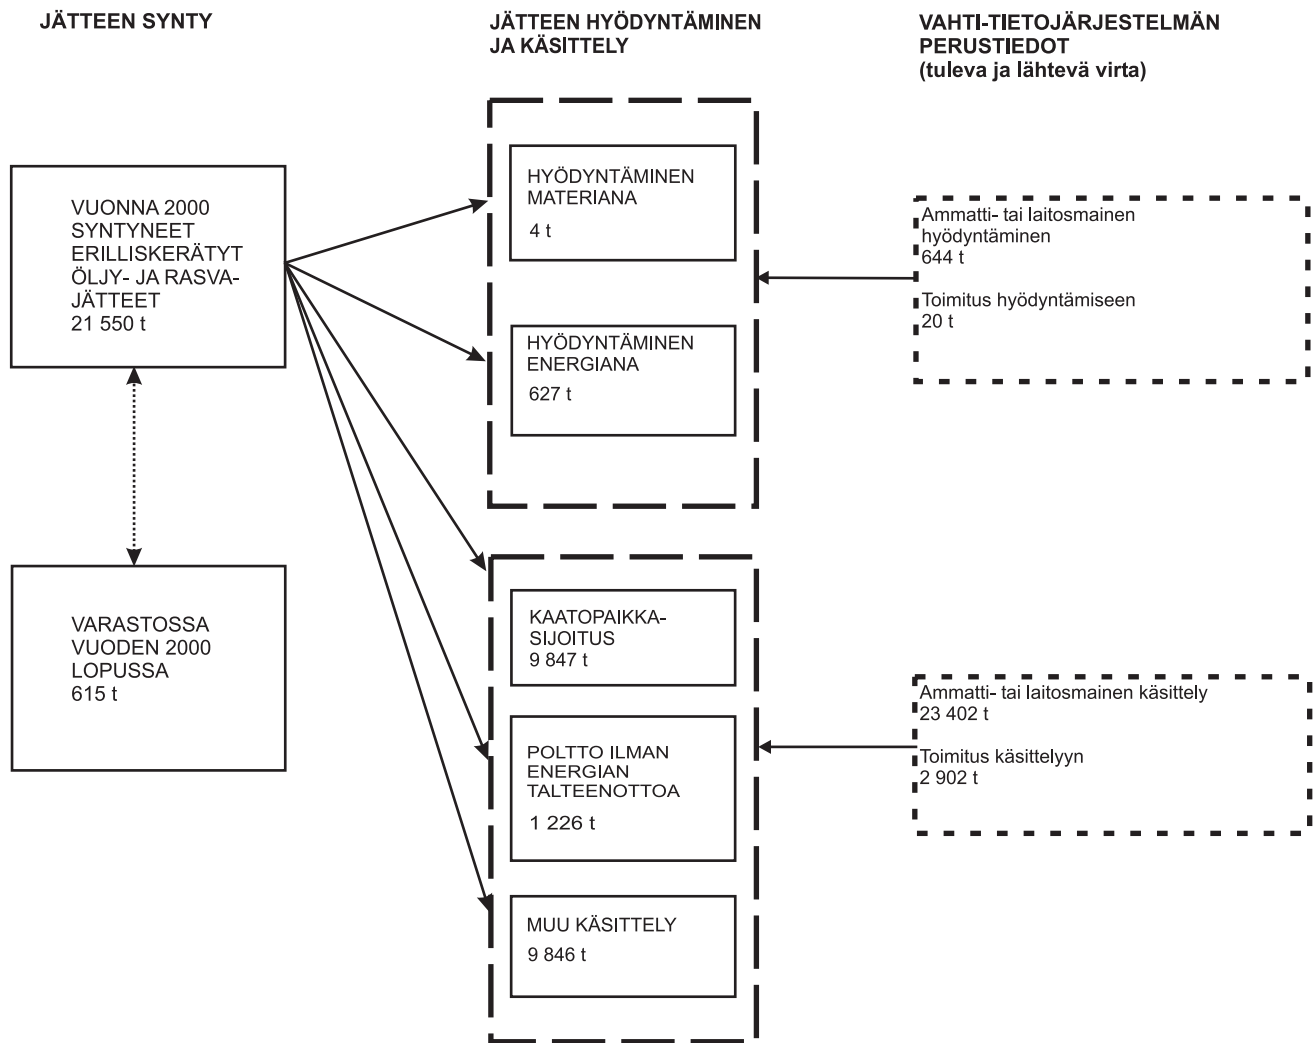 JÄTTEEN SYNTY
VUONNA 2000
SYNTYNEET
ERILLISKERÄTYT
ÖLJY- JA RASVA-
JÄTTEET
21 550 t
VARASTOSSA
VUODEN 2000
LOPUSSA
615 t
JÄTTEEN HYÖDYNTÄMINEN
JA KÄSITTELY
HYÖDYNTÄMINEN
MATERIANA
4 t
HYÖDYNTÄMINEN
ENERGIANA
627 t
KAATOPAIKKA-
SIJOITUS
9 847 t
POLTTO ILMAN
ENERGIAN
TALTEENOTTOA
1 226 t
MUU KÄSITTELY
9 846 t
VAHTI-TIETOJÄRJESTELMÄN
PERUSTIEDOT
(tuleva ja lähtevä virta)
Ammatti- tai laitosmainen
hyödyntäminen
644 t
Toimitus hyödyntämiseen
20 t
Ammatti- tai laitosmainen käsittely
23 402 t
Toimitus käsittelyyn
2 902 t